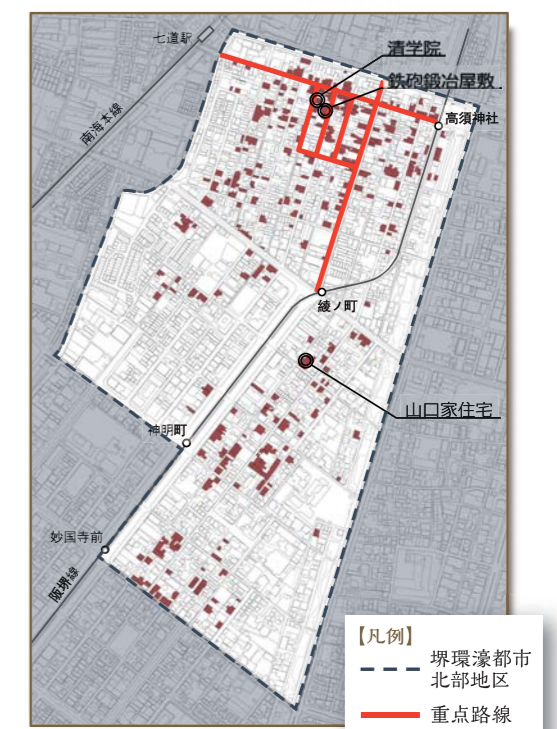 七道駅
清学院
鉄砲鍛冶屋敷
南海本線
高須神社
綾ノ町
山口家住宅
神明町
妙国寺前
阪堺線
【凡例】
堺環濠都市
北部地区
重点路線